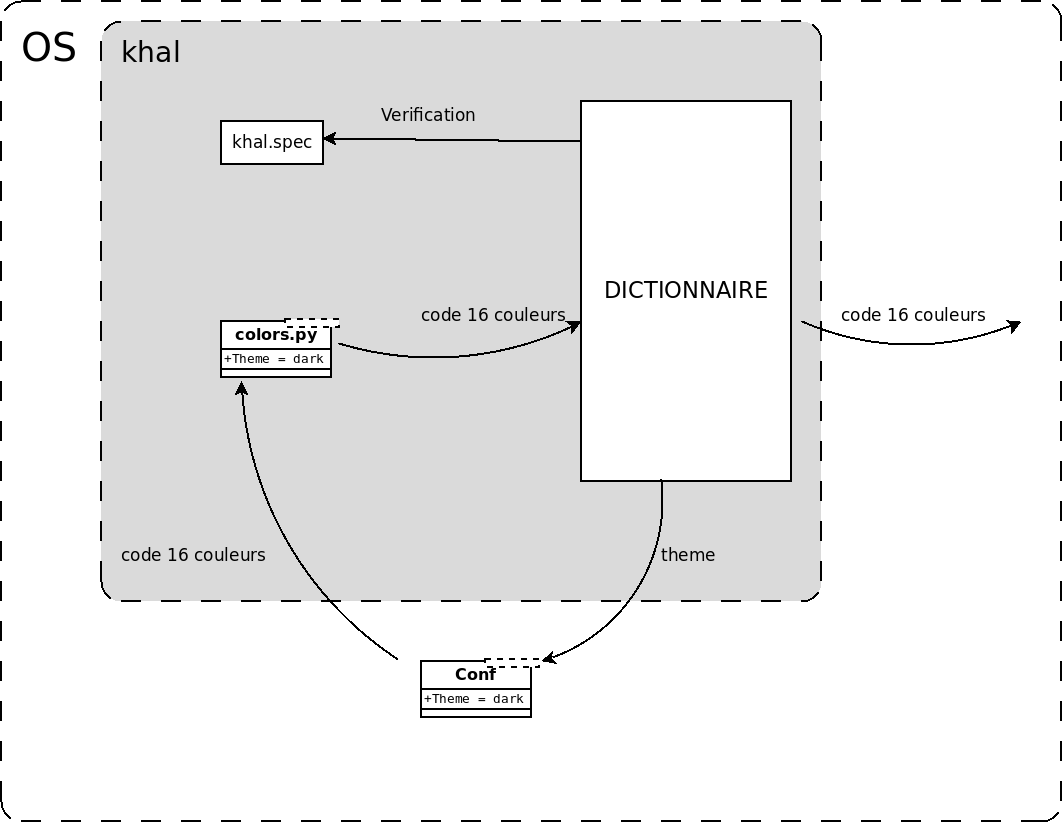 OS
khal
Verification
khal.spec
DICTIONNAIRE
code 16 couleurs
code 16 couleurs
colors.py
+Theme = dark
code 16 couleurs
theme
Conf
+Theme = dark